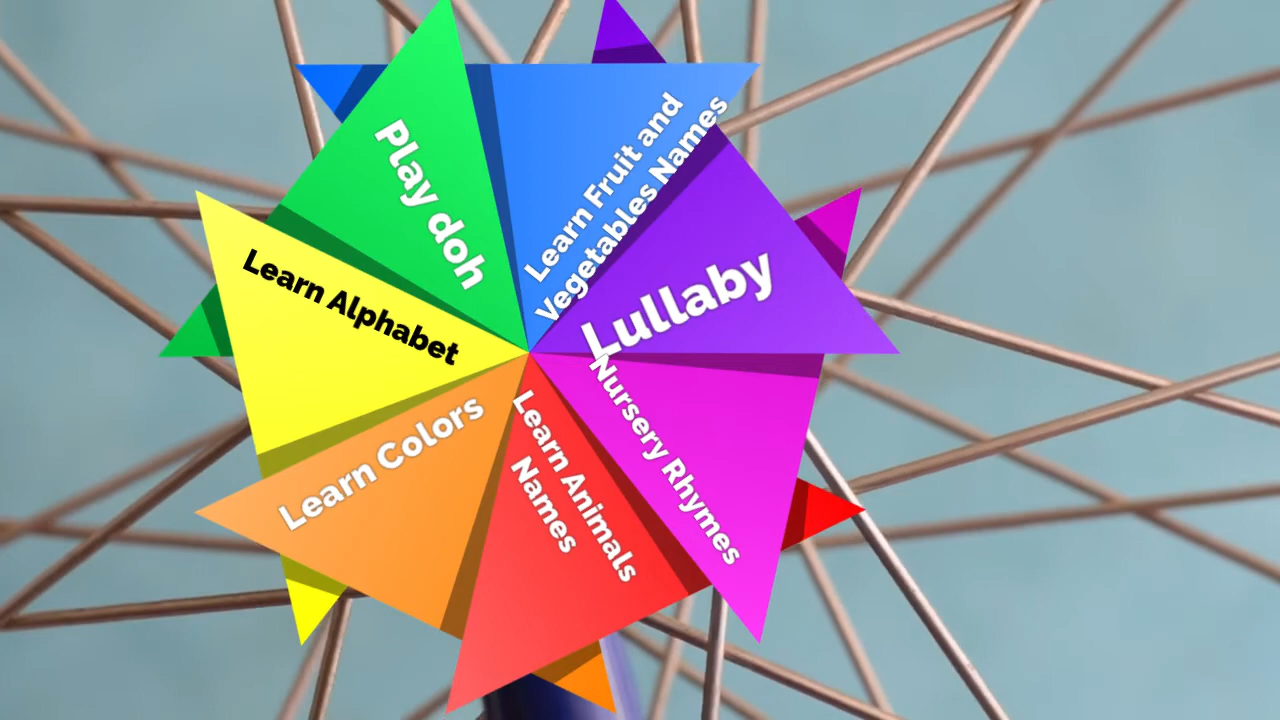 Play doh
Learn Fruit and
Vegetables Names
Lullaby
Nursery Rhymes
Learn Animals
Names
Learn Colors
Learn Alphabet